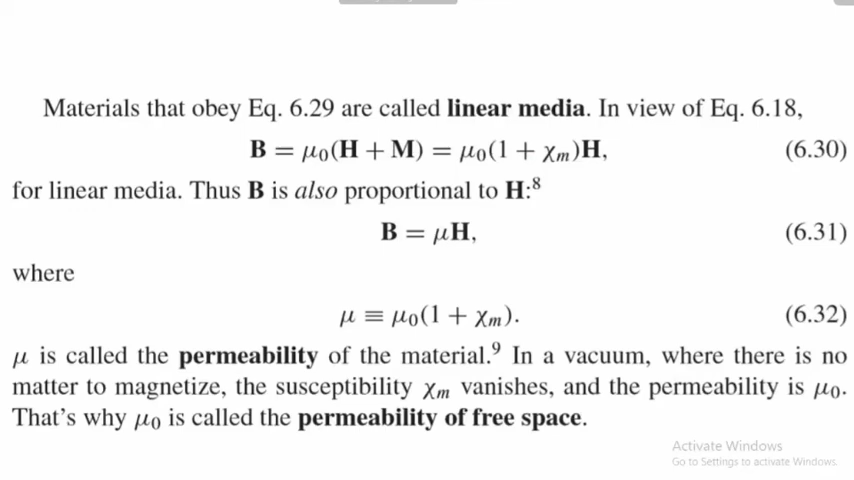 Materials that obey Eq. 6.29 are called linear media. In view of Eq. 6.18,
B = μ₀(H + M) = μ₀(1 + χₘ)H, (6.30)
for linear media. Thus B is also proportional to H:⁸
B = μH, (6.31)
where
μ ≡ μ₀(1 + χₘ). (6.32)
μ is called the permeability of the material.⁹ In a vacuum, where there is no
matter to magnetize, the susceptibility χₘ vanishes, and the permeability is μ₀.
That's why μ₀ is called the permeability of free space.
Activate Windows
Go to Settings to activate Windows.